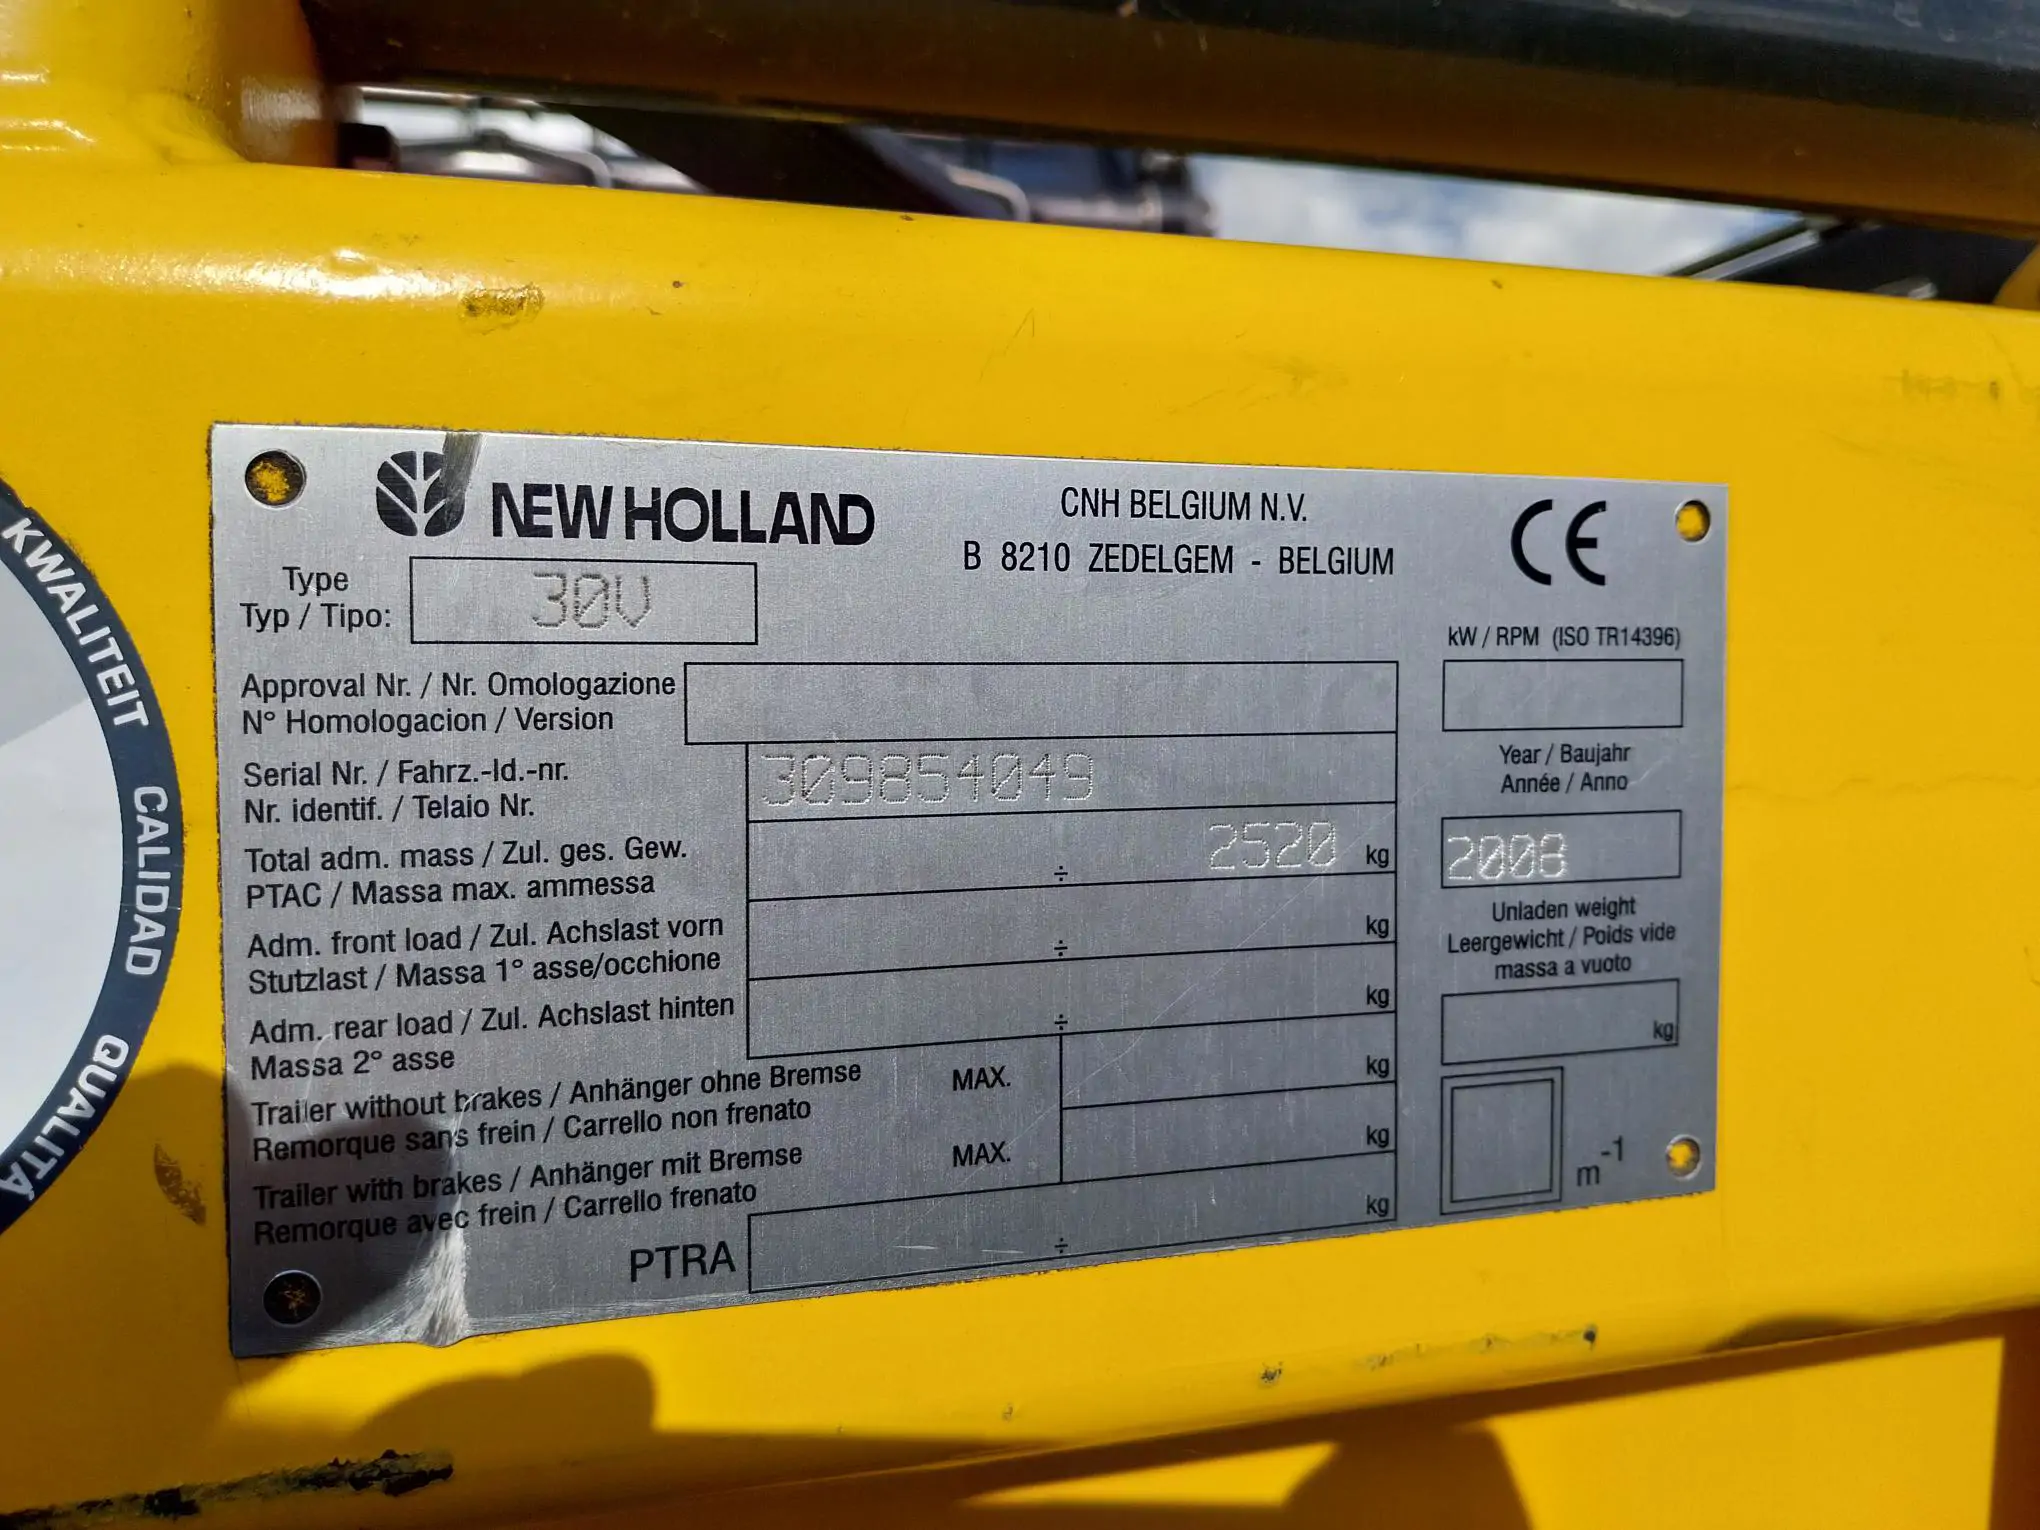 KWALITEIT CALIDAD QUALITÁ
NEW HOLLAND
CNH BELGIUM N.V.
B 8210 ZEDELGEM - BELGIUM
CE
Type
Typ / Tipo:
30V
kW / RPM (ISO TR14396)
Approval Nr. / Nr. Omologazione
N° Homologacion / Version
Serial Nr. / Fahrz.-Id.-nr.
Nr. identif. / Telaio Nr.
309854049
Year / Baujahr
Année / Anno
2008
Total adm. mass / Zul. ges. Gew.
PTAC / Massa max. ammessa
÷ 2520 kg
Adm. front load / Zul. Achslast vorn
Stutzlast / Massa 1° asse/occhione
÷ kg
Unladen weight
Leergewicht / Poids vide
massa a vuoto
kg
Adm. rear load / Zul. Achslast hinten
Massa 2° asse
÷ kg
Trailer without brakes / Anhänger ohne Bremse
Remorque sans frein / Carrello non frenato
MAX. kg
Trailer with brakes / Anhänger mit Bremse
Remorque avec frein / Carrello frenato
MAX. kg
m-1
PTRA ÷ kg